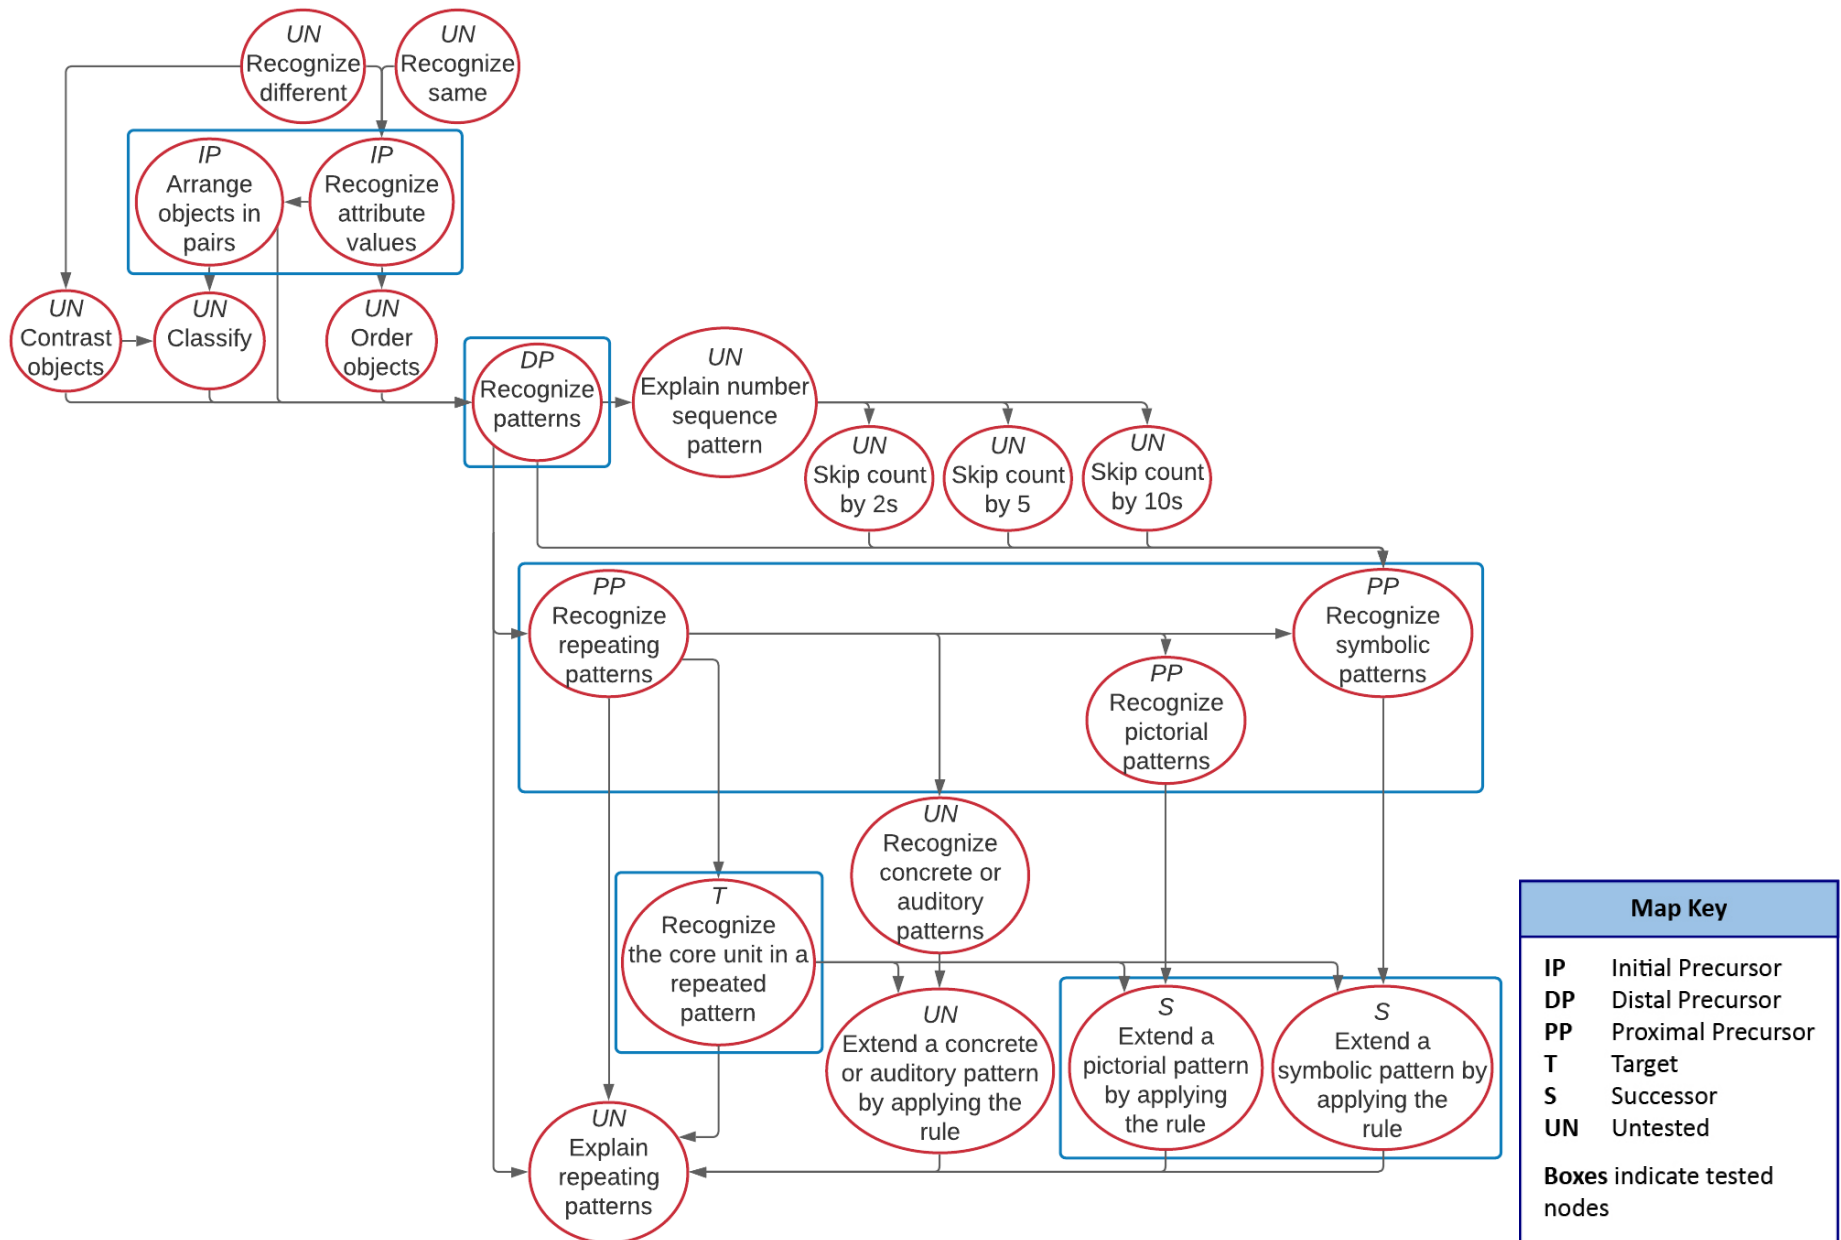 UN
Recognize
different
UN
Recognize
same
IP
Arrange
objects in
pairs
IP
Recognize
attribute
values
UN
Contrast
objects
UN
Classify
UN
Order
objects
DP
Recognize
patterns
UN
Explain number
sequence
pattern
UN
Skip count
by 2s
UN
Skip count
by 5
UN
Skip count
by 10s
PP
Recognize
repeating
patterns
PP
Recognize
symbolic
patterns
PP
Recognize
pictorial
patterns
UN
Recognize
concrete or
auditory
patterns
T
Recognize
the core unit in a
repeated
pattern
UN
Extend a concrete
or auditory pattern
by applying the
rule
S
Extend a
pictorial pattern
by applying
the rule
S
Extend a
symbolic pattern by
applying the
rule
UN
Explain
repeating
patterns
Map Key
IP Initial Precursor
DP Distal Precursor
PP Proximal Precursor
T Target
S Successor
UN Untested
Boxes indicate tested
nodes